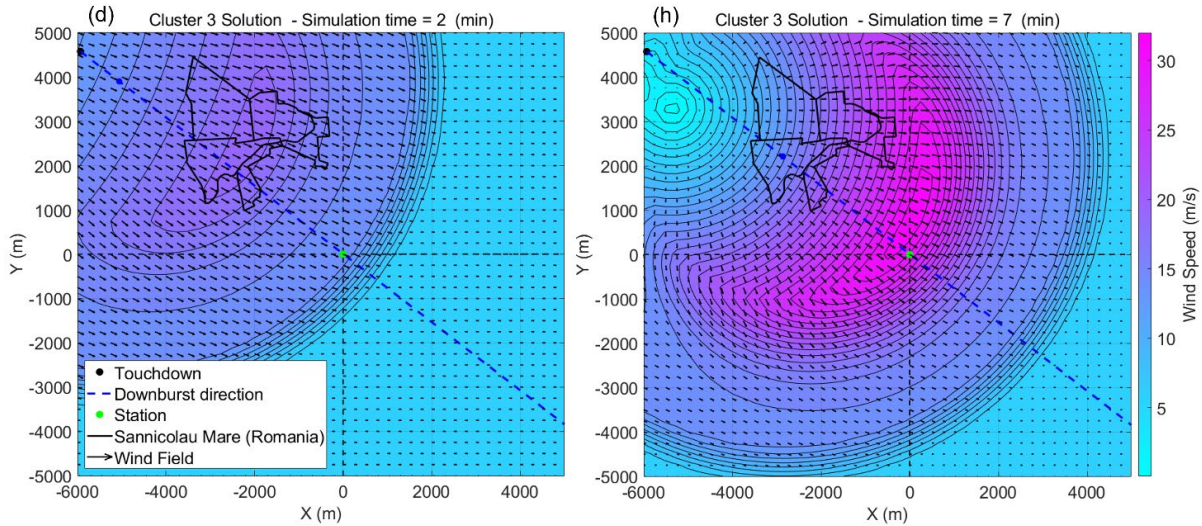 (d) Cluster 3 Solution - Simulation time = 2 (min)
5000
4000
3000
2000
1000
0
-1000
-2000
-3000
-4000
-5000
Y (m)
Touchdown
Downburst direction
Station
Sannicolau Mare (Romania)
Wind Field
-6000 -4000 -2000 0 2000 4000
X (m)
(h) Cluster 3 Solution - Simulation time = 7 (min)
5000
4000
3000
2000
1000
0
-1000
-2000
-3000
-4000
-5000
Y (m)
-6000 -4000 -2000 0 2000 4000
X (m)
30
25
20
15
10
5
Wind Speed (m/s)